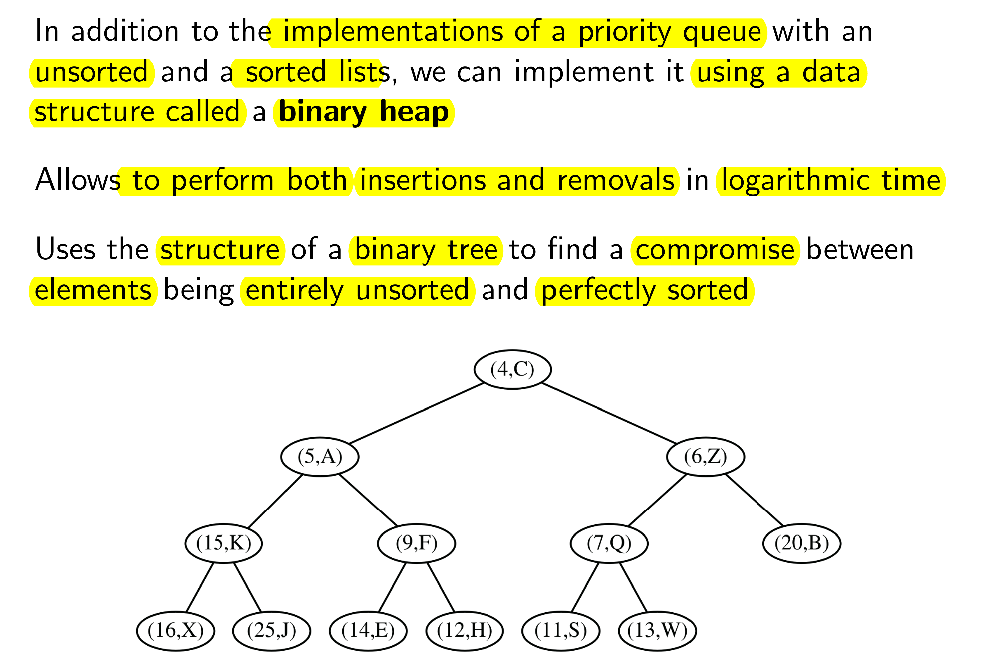 In addition to the implementations of a priority queue with an
unsorted and a sorted lists, we can implement it using a data
structure called a binary heap
Allows to perform both insertions and removals in logarithmic time
Uses the structure of a binary tree to find a compromise between
elements being entirely unsorted and perfectly sorted
(4,C)
(5,A) (6,Z)
(15,K) (9,F) (7,Q) (20,B)
(16,X) (25,J) (14,E) (12,H) (11,S) (13,W)